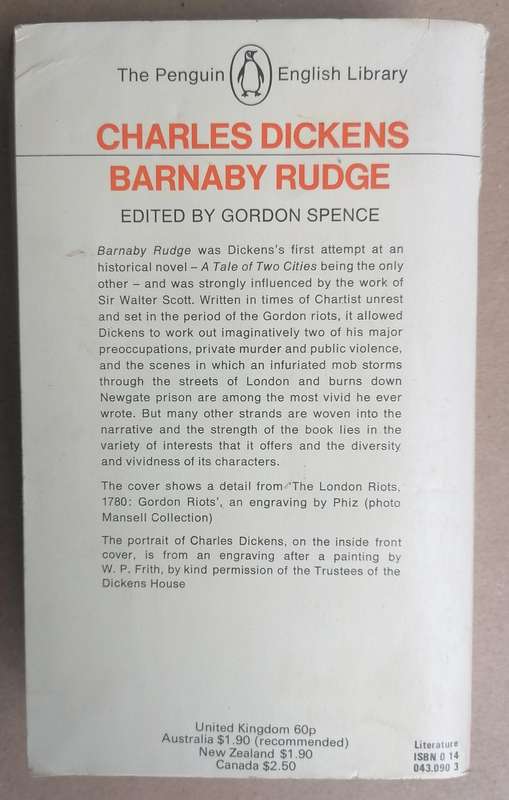 The Penguin English Library
CHARLES DICKENS
BARNABY RUDGE
EDITED BY GORDON SPENCE
Barnaby Rudge was Dickens's first attempt at an
historical novel – A Tale of Two Cities being the only
other – and was strongly influenced by the work of
Sir Walter Scott. Written in times of Chartist unrest
and set in the period of the Gordon riots, it allowed
Dickens to work out imaginatively two of his major
preoccupations, private murder and public violence,
and the scenes in which an infuriated mob storms
through the streets of London and burns down
Newgate prison are among the most vivid he ever
wrote. But many other strands are woven into the
narrative and the strength of the book lies in the
variety of interests that it offers and the diversity
and vividness of its characters.
The cover shows a detail from 'The London Riots,
1780: Gordon Riots', an engraving by Phiz (photo
Mansell Collection)
The portrait of Charles Dickens, on the inside front
cover, is from an engraving after a painting by
W. P. Frith, by kind permission of the Trustees of the
Dickens House
United Kingdom 60p
Australia $1.90 (recommended)
New Zealand $1.90
Canada $2.50
Literature
ISBN 0 14
043.090 3